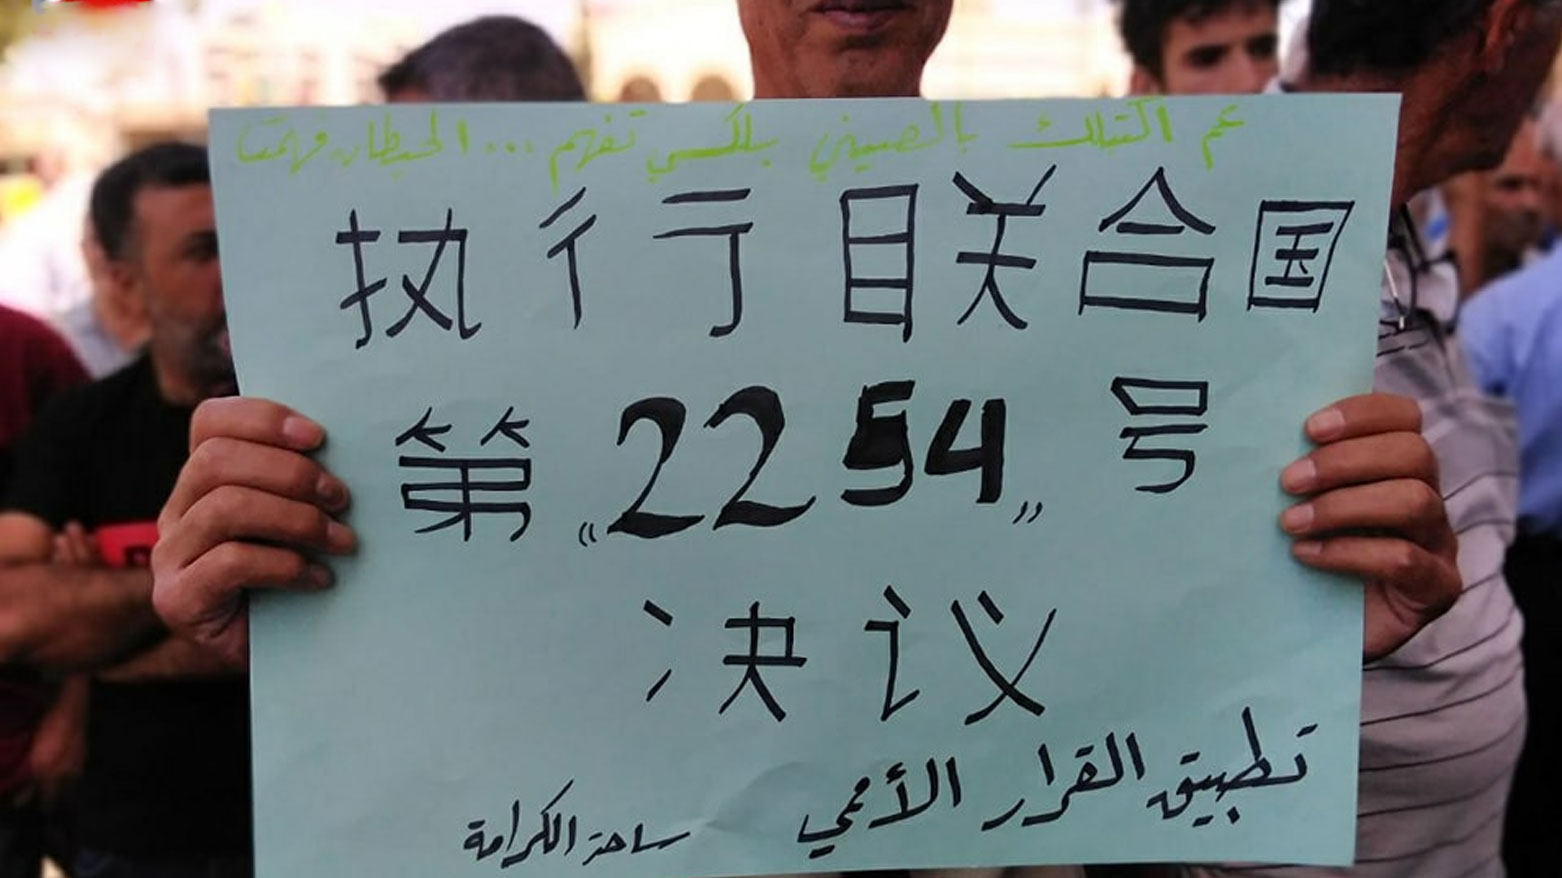 عم اكتبلك بالصيني بلكي تفهم... الحيطان فهمت
执行联合国
第 "2254" 号
决议
تطبيق القرار الأممي
ساحة الكرامة